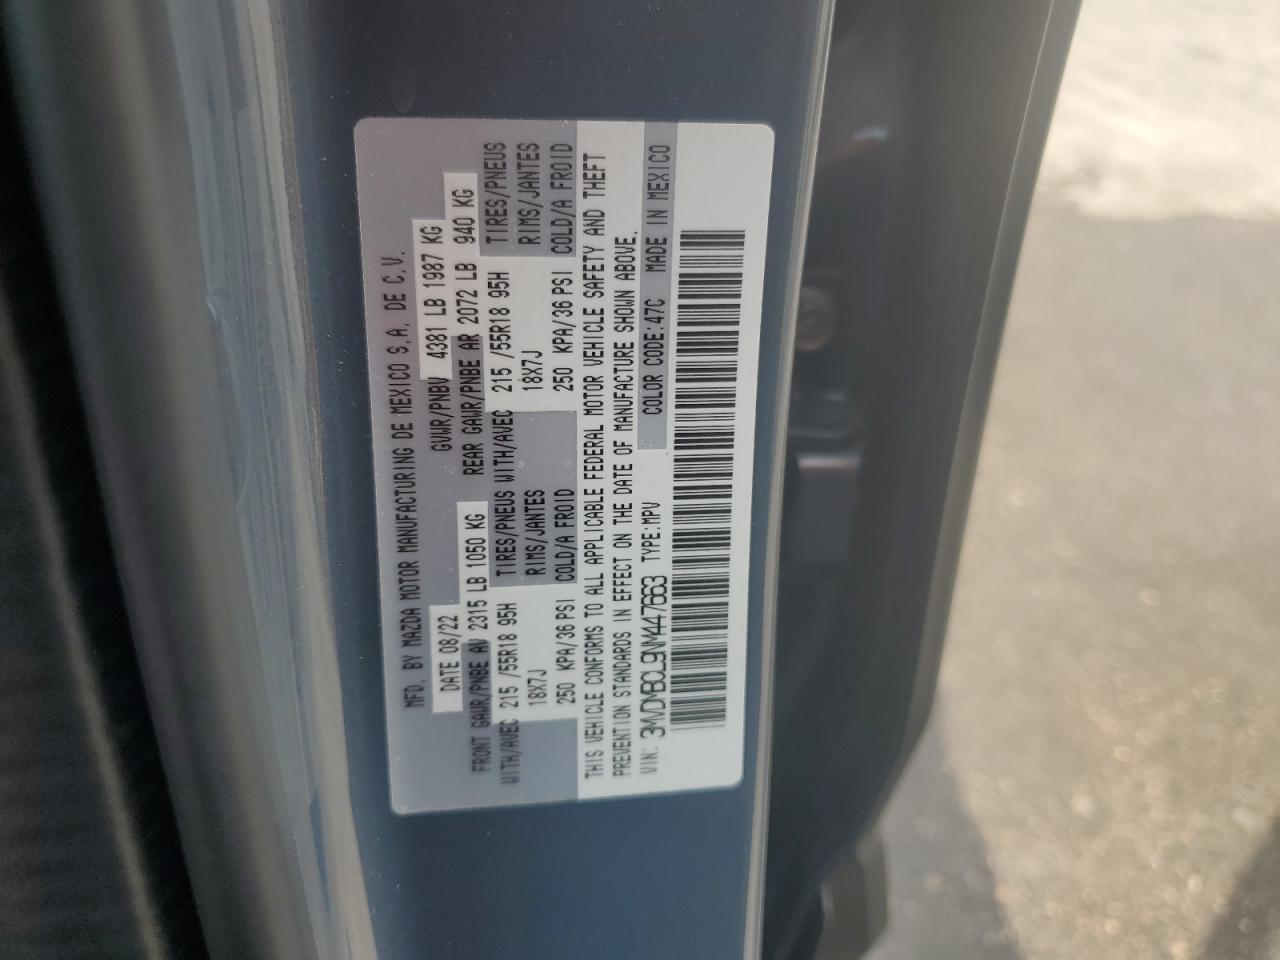 MFD. BY MAZDA MOTOR MANUFACTURING DE MEXICO S.A. DE C.V.
DATE 08/22 GVWR/PNBV 4381 LB 1987 KG
FRONT GAWR/PNBE AV 2315 LB 1050 KG REAR GAWR/PNBE AR 2072 LB 940 KG
WITH/AVEC 215 /55R18 95H TIRES/PNEUS WITH/AVEC 215 /55R18 95H TIRES/PNEUS
18X7J RIMS/JANTES 18X7J RIMS/JANTES
250 KPA/36 PSI COLD/A FROID 250 KPA/36 PSI COLD/A FROID
THIS VEHICLE CONFORMS TO ALL APPLICABLE FEDERAL MOTOR VEHICLE SAFETY AND THEFT
PREVENTION STANDARDS IN EFFECT ON THE DATE OF MANUFACTURE SHOWN ABOVE.
VIN: 3MVDMBCL9NM447663 TYPE:MPV COLOR CODE:47C MADE IN MEXICO